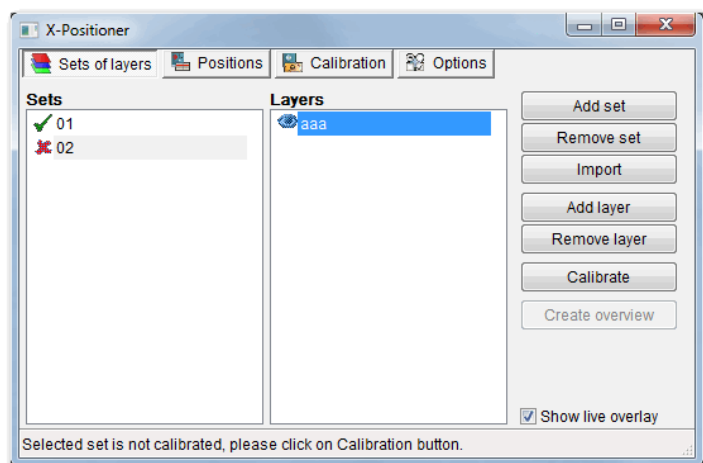 X-Positioner
Sets of layers Positions Calibration Options
Sets Layers
01 aaa
02
Add set
Remove set
Import
Add layer
Remove layer
Calibrate
Create overview
Show live overlay
Selected set is not calibrated, please click on Calibration button.